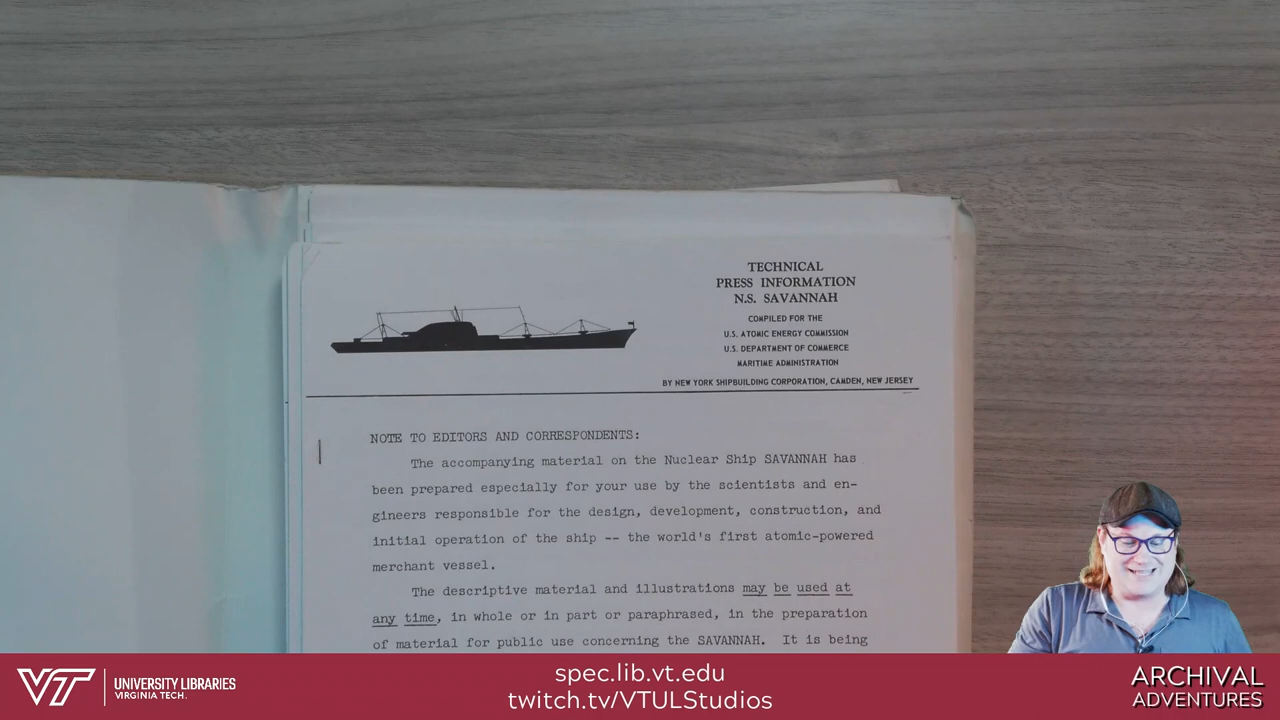 TECHNICAL
PRESS INFORMATION
N.S. SAVANNAH
COMPILED FOR THE
U.S. ATOMIC ENERGY COMMISSION
U.S. DEPARTMENT OF COMMERCE
MARITIME ADMINISTRATION
BY NEW YORK SHIPBUILDING CORPORATION, CAMDEN, NEW JERSEY
NOTE TO EDITORS AND CORRESPONDENTS:
The accompanying material on the Nuclear Ship SAVANNAH has
been prepared especially for your use by the scientists and en-
gineers responsible for the design, development, construction, and
initial operation of the ship -- the world's first atomic-powered
merchant vessel.
The descriptive material and illustrations may be used at
any time, in whole or in part or paraphrased, in the preparation
of material for public use concerning the SAVANNAH. It is being
VT UNIVERSITY LIBRARIES
VIRGINIA TECH.
spec.lib.vt.edu
twitch.tv/VTULStudios
ARCHIVAL
ADVENTURES